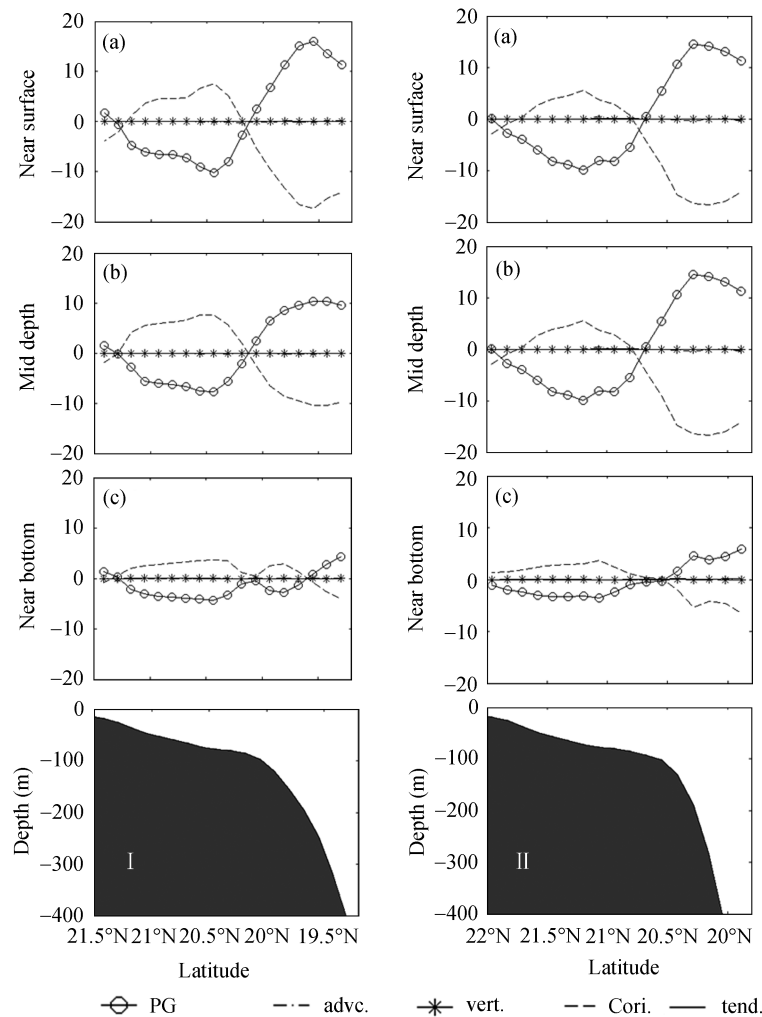 20
(a)
10
0
−10
−20
Near surface
20
(b)
10
0
−10
−20
Mid depth
20
(c)
10
0
−10
−20
Near bottom
0
−100
−200
−300
−400
Depth (m)
I
21.5°N 21°N 20.5°N 20°N 19.5°N
Latitude
20
(a)
10
0
−10
−20
Near surface
20
(b)
10
0
−10
−20
Mid depth
20
(c)
10
0
−10
−20
Near bottom
0
−100
−200
−300
−400
Depth (m)
II
22°N 21.5°N 21°N 20.5°N 20°N
Latitude
PG advc. vert. Cori. tend.